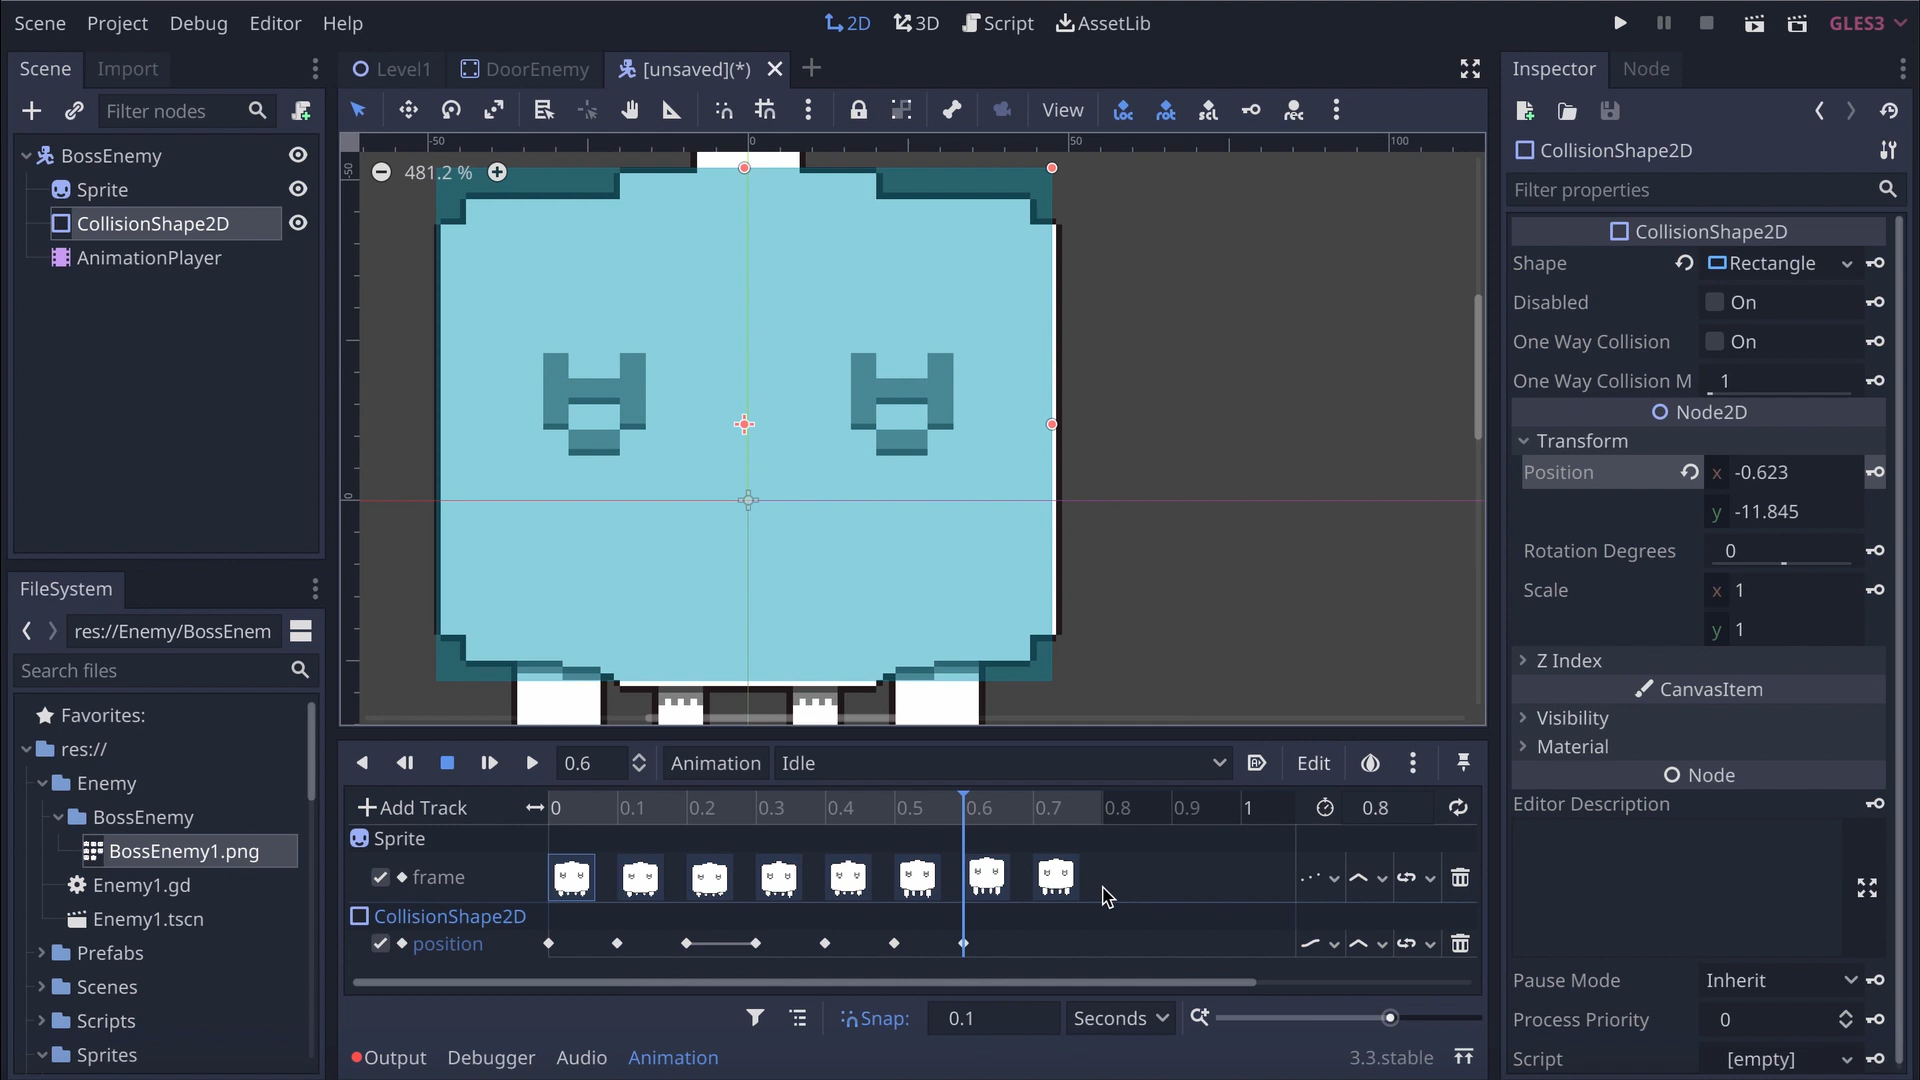 Scene Project Debug Editor Help
2D 3D Script AssetLib
GLES3
Scene Import
Level1 DoorEnemy [unsaved](*)
Inspector Node
Filter nodes
View
BossEnemy
Sprite
CollisionShape2D
AnimationPlayer
-50 0 50 100
-50
0
481.2 %
CollisionShape2D
Filter properties
CollisionShape2D
Shape Rectangle
Disabled On
One Way Collision On
One Way Collision M 1
Node2D
Transform
Position x -0.623
y -11.845
Rotation Degrees 0
Scale x 1
y 1
Z Index
CanvasItem
Visibility
Material
Node
Editor Description
Pause Mode Inherit
Process Priority 0
Script [empty]
FileSystem
res://Enemy/BossEnem
Search files
Favorites:
res://
Enemy
BossEnemy
BossEnemy1.png
Enemy1.gd
Enemy1.tscn
Prefabs
Scenes
Scripts
Sprites
0.6 Animation Idle Edit
Add Track 0 0.1 0.2 0.3 0.4 0.5 0.6 0.7 0.8 0.9 1 0.8
Sprite
frame
CollisionShape2D
position
Snap: 0.1 Seconds
Output Debugger Audio Animation 3.3.stable